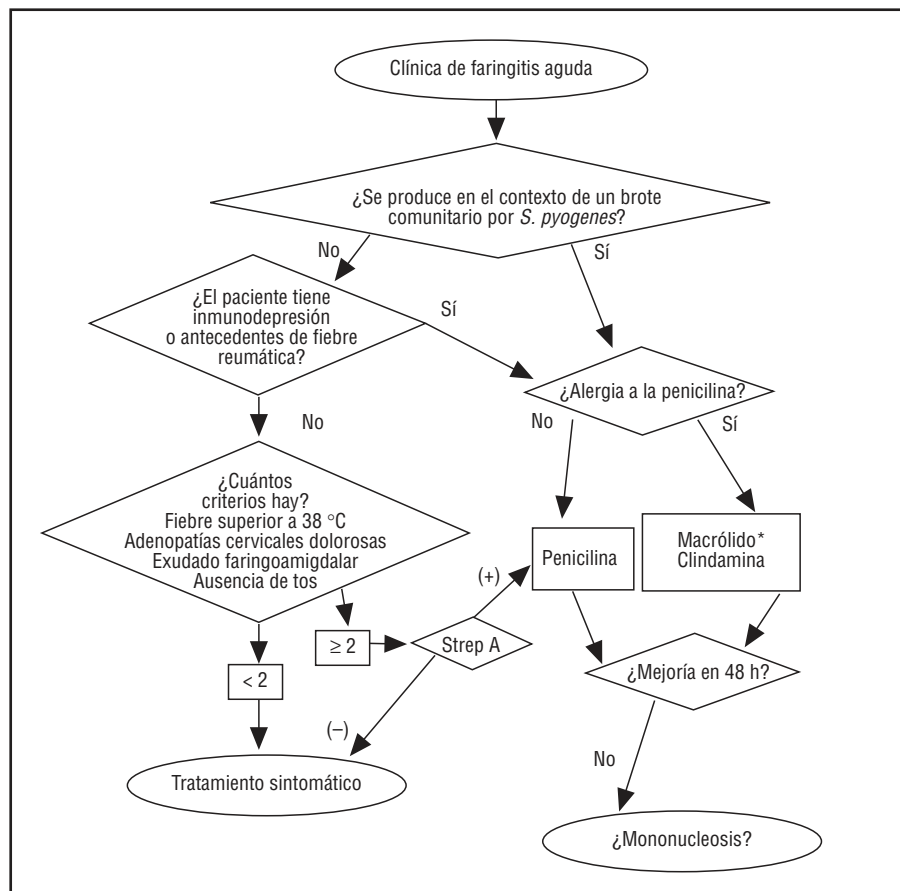 Clínica de faringitis aguda
¿Se produce en el contexto de un brote
comunitario por S. pyogenes?
No
Sí
¿El paciente tiene
inmunodepresión
o antecedentes de fiebre
reumática?
Sí
¿Alergia a la penicilina?
No
No
Sí
¿Cuántos
criterios hay?
Fiebre superior a 38 °C
Adenopatías cervicales dolorosas
Exudado faringoamigdalar
Ausencia de tos
Penicilina
Macrólido*
Clindamina
(+)
≥ 2
Strep A
< 2
¿Mejoría en 48 h?
(–)
No
Tratamiento sintomático
¿Mononucleosis?